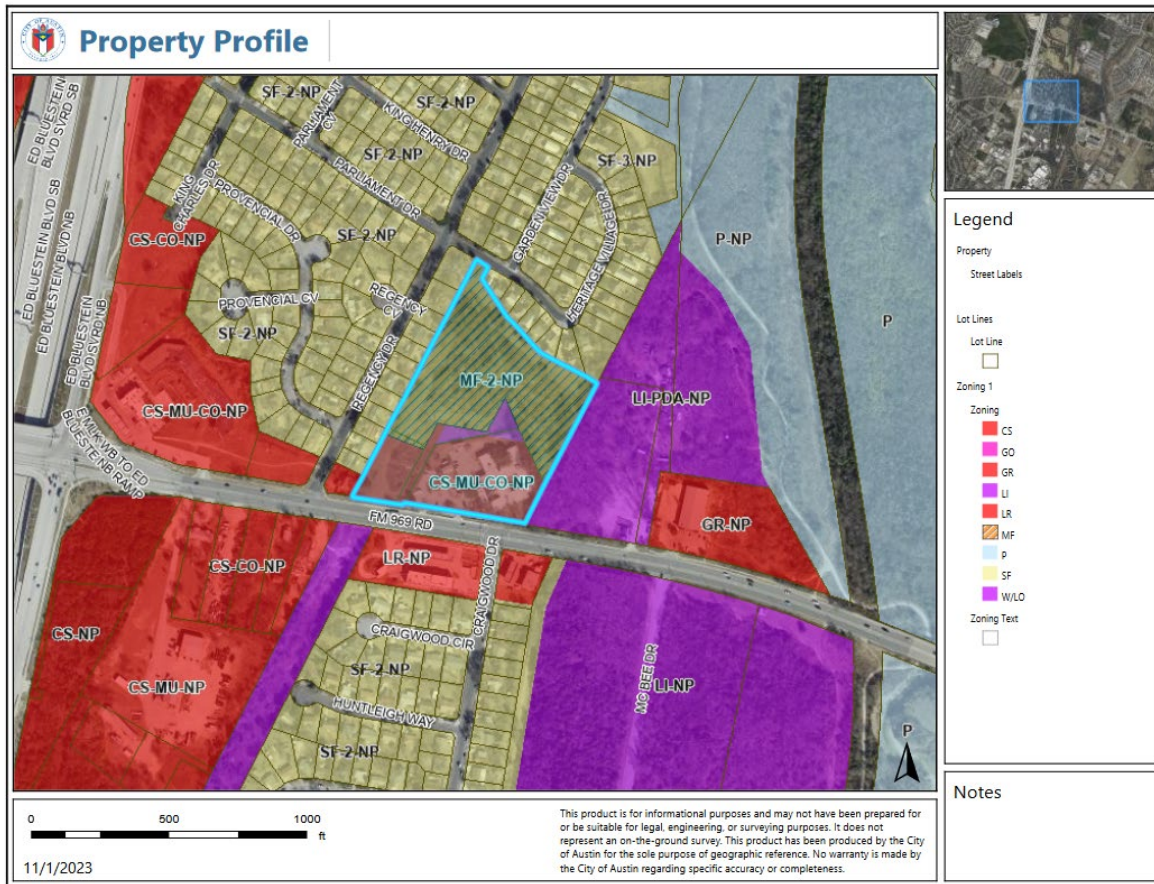 CITY OF AUSTIN
Property Profile
ED BLUESTEIN
BLVD SVRD SB
ED BLUESTEIN BLVD SB
ED BLUESTEIN BLVD NB
ED BLUESTEIN
BLVD SVRD NB
SF-2-NP
PARLIAMENT
CV
KING HENRY DR
SF-2-NP
SF-2-NP
PARLIAMENT DR
SF-3-NP
KING
CHARLES DR
PROVENCIAL DR
SF-2-NP
GARDEN VIEW DR
HERITAGE VILLAGE DR
CS-CO-NP
P-NP
PROVENCIAL CV
REGENCY
CV
SF-2-NP
P
REGENCY DR
MF-2-NP
CS-MU-CO-NP
LI-PDA-NP
E MLK WB TO ED
BLUESTEIN NB RAMP
CS-MU-CO-NP
FM 969 RD
GR-NP
CS-CO-NP
LR-NP
CRAIGWOOD DR
CS-NP
CRAIGWOOD CIR
SF-2-NP
CS-MU-NP
MC BEE DR
LI-NP
HUNTLEIGH WAY
SF-2-NP
P
Legend
Property
Street Labels
Lot Lines
Lot Line
Zoning 1
Zoning
CS
GO
GR
LI
LR
MF
P
SF
W/LO
Zoning Text
Notes
0 500 1000
ft
11/1/2023
This product is for informational purposes and may not have been prepared for
or be suitable for legal, engineering, or surveying purposes. It does not
represent an on-the-ground survey. This product has been produced by the City
of Austin for the sole purpose of geographic reference. No warranty is made by
the City of Austin regarding specific accuracy or completeness.